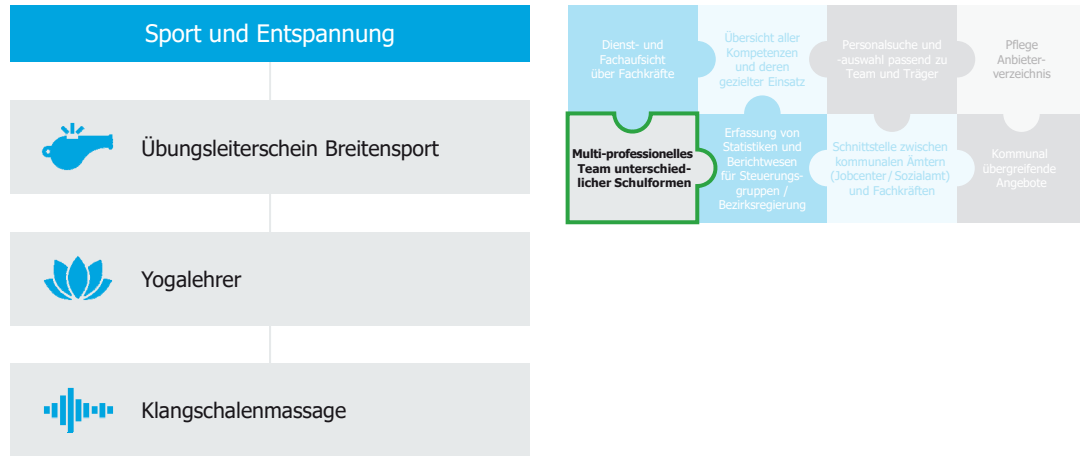 Sport und Entspannung
Übungsleiterschein Breitensport
Yogalehrer
Klangschalenmassage
Dienst- und
Fachaufsicht
über Fachkräfte
Übersicht aller
Kompetenzen
und deren
gezielter Einsatz
Personalsuche und
-auswahl passend zu
Team und Träger
Pflege
Anbieter-
verzeichnis
Multi-professionelles
Team unterschied-
licher Schulformen
Erfassung von
Statistiken und
Berichtwesen
für Steuerungs-
gruppen /
Bezirksregierung
Schnittstelle zwischen
kommunalen Ämtern
(Jobcenter / Sozialamt)
und Fachkräften
Kommunal
übergreifende
Angebote